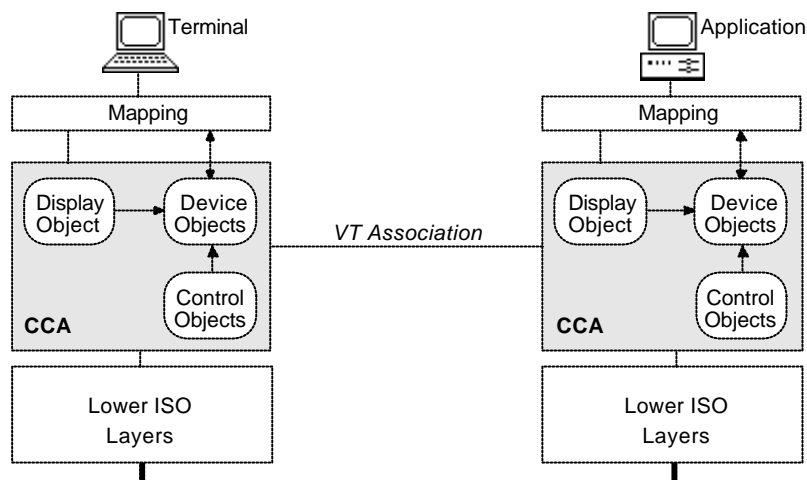 Terminal
Mapping
Display
Object
Device
Objects
Control
Objects
CCA
Lower ISO
Layers
VT Association
Application
Mapping
Display
Object
Device
Objects
Control
Objects
CCA
Lower ISO
Layers